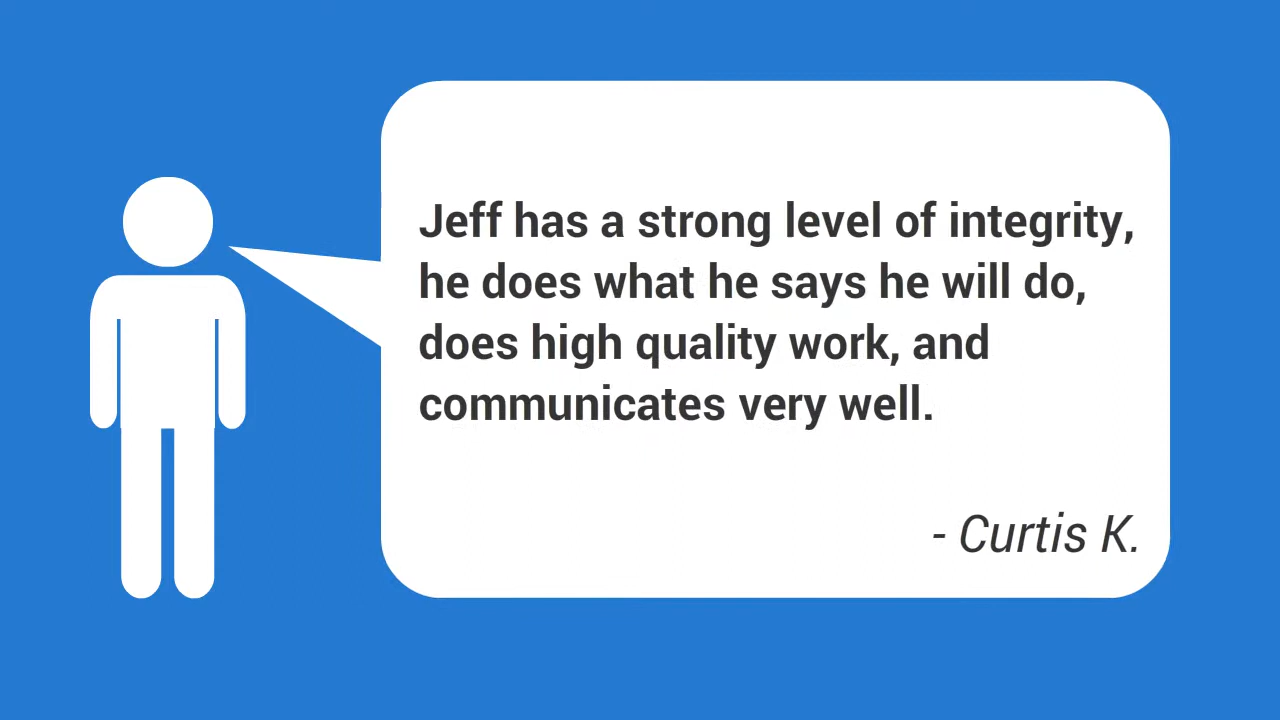 Jeff has a strong level of integrity,
he does what he says he will do,
does high quality work, and
communicates very well.
- Curtis K.